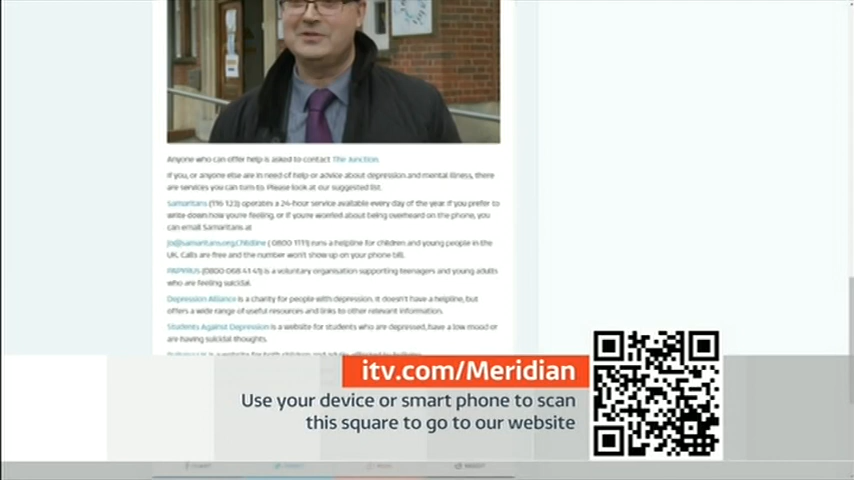 Anyone who can offer help is asked to contact The Junction.
If you, or anyone else are in need of help or advice about depression and mental illness, there
are services you can turn to. Please look at our suggested list.
Samaritans (116 123) operates a 24-hour service available every day of the year. If you prefer to
write down how you're feeling, or if you're worried about being overheard on the phone, you
can email Samaritans at
jo@samaritans.org.Childline ( 0800 1111) runs a helpline for children and young people in the
UK. Calls are free and the number won't show up on your phone bill.
PAPYRUS (0800 068 41 41) is a voluntary organisation supporting teenagers and young adults
who are feeling suicidal.
Depression Alliance is a charity for people with depression. It doesn't have a helpline, but
offers a wide range of useful resources and links to other relevant information.
Students Against Depression is a website for students who are depressed, have a low mood or
are having suicidal thoughts.
itv.com/Meridian
Use your device or smart phone to scan
this square to go to our website